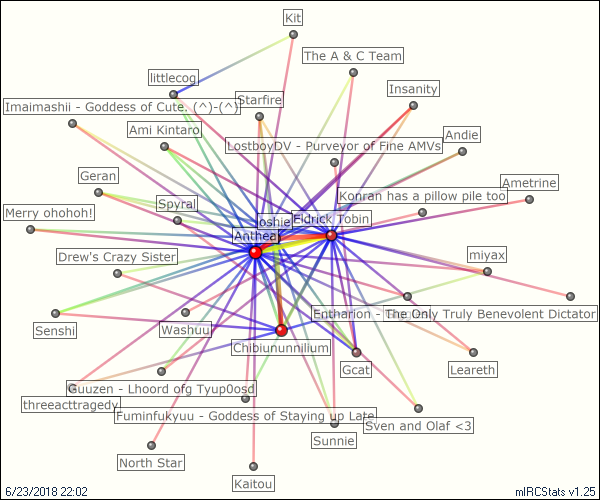 Kit
The A & C Team
littlecog
Insanity
Starfire
Imaimashii - Goddess of Cute. (^)-(^)
Ami Kintaro
Andie
LostboyDV - Purveyor of Fine AMVs
Geran
Ametrine
Konran has a pillow pile too
Spyral
Merry ohohoh!
oshie
Eldrick Tobin
Anthea
Drew's Crazy Sister
miyax
Senshi
Washuu
Entharion - The Only Truly Benevolent Dictator
Chibiununnilium
Gcat
Leareth
Guuzen - Lhoord ofg Tyup0osd
threeacttragedy
Fuminfukyuu - Goddess of Staying up Late
Sunnie
Sven and Olaf <3
North Star
Kaitou
6/23/2018 22:02
mIRCStats v1.25